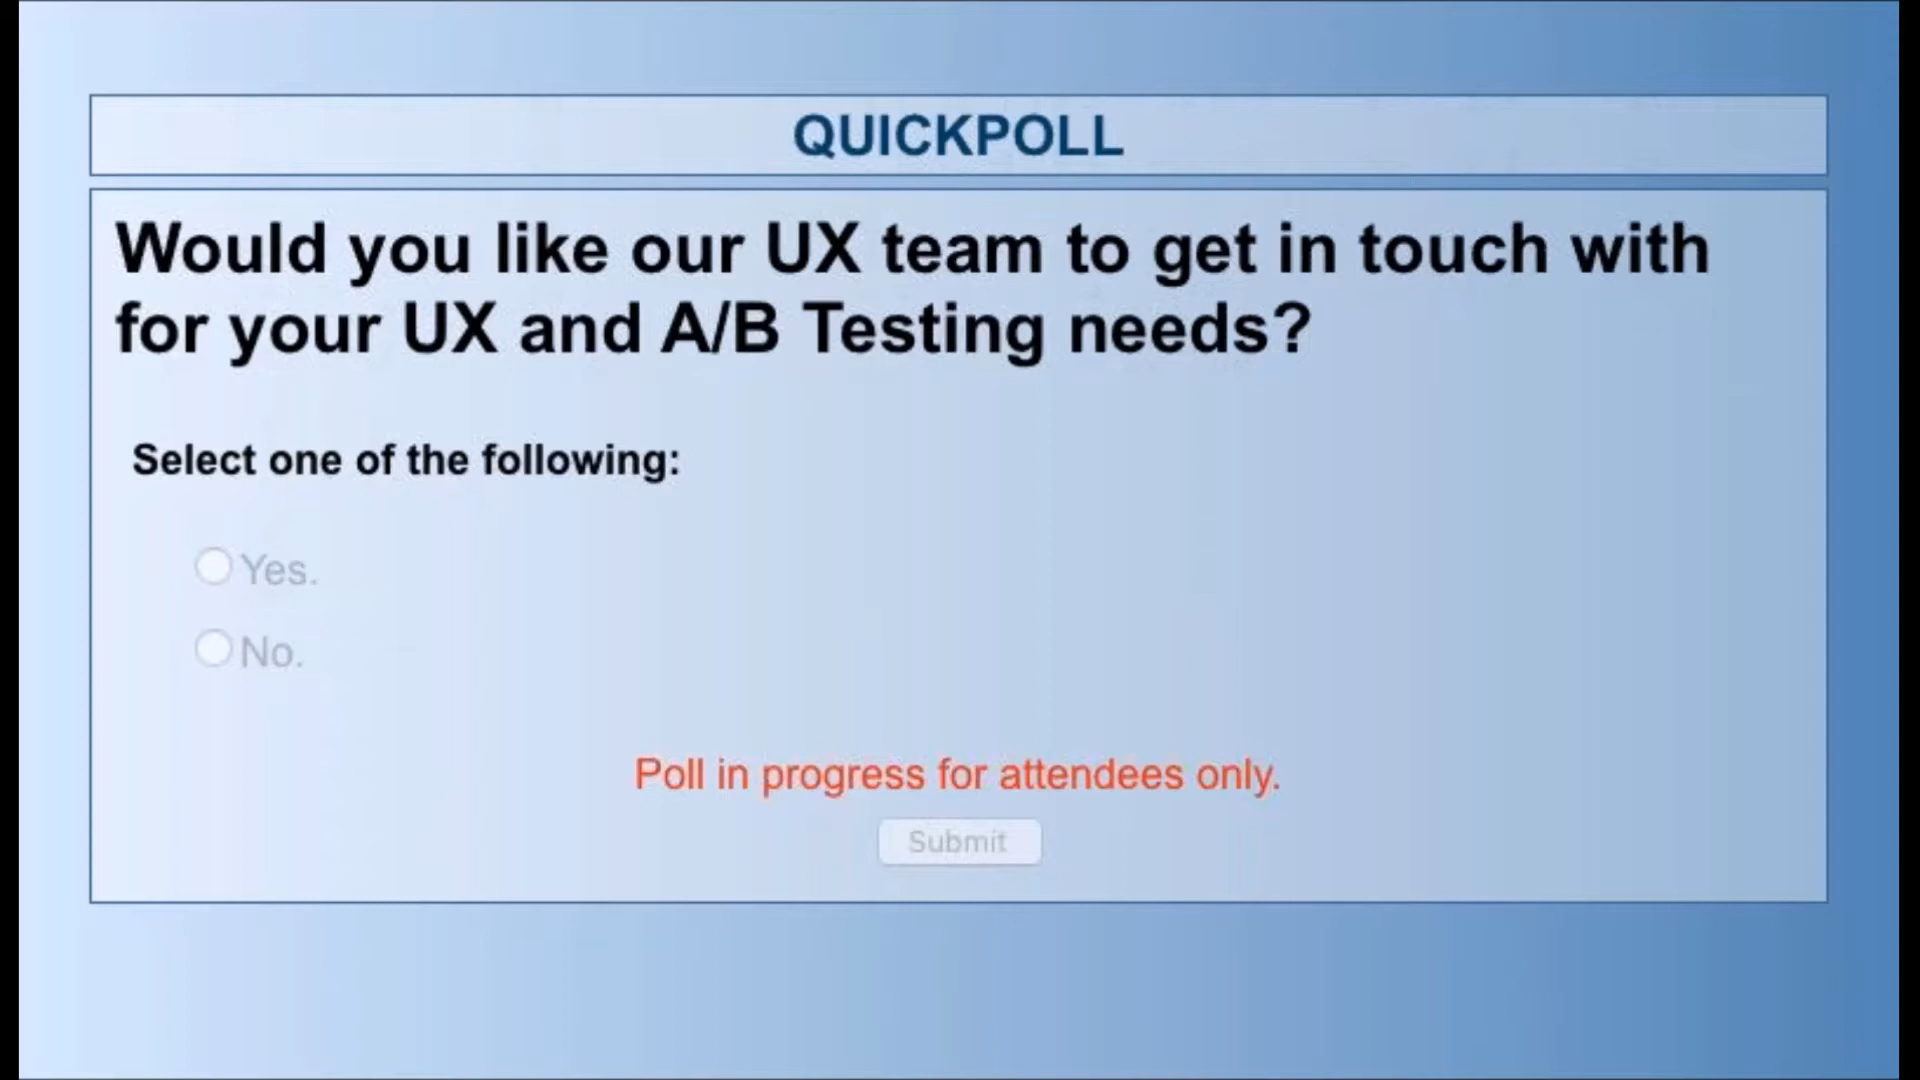 QUICKPOLL
Would you like our UX team to get in touch with
for your UX and A/B Testing needs?
Select one of the following:
Yes.
No.
Poll in progress for attendees only.
Submit